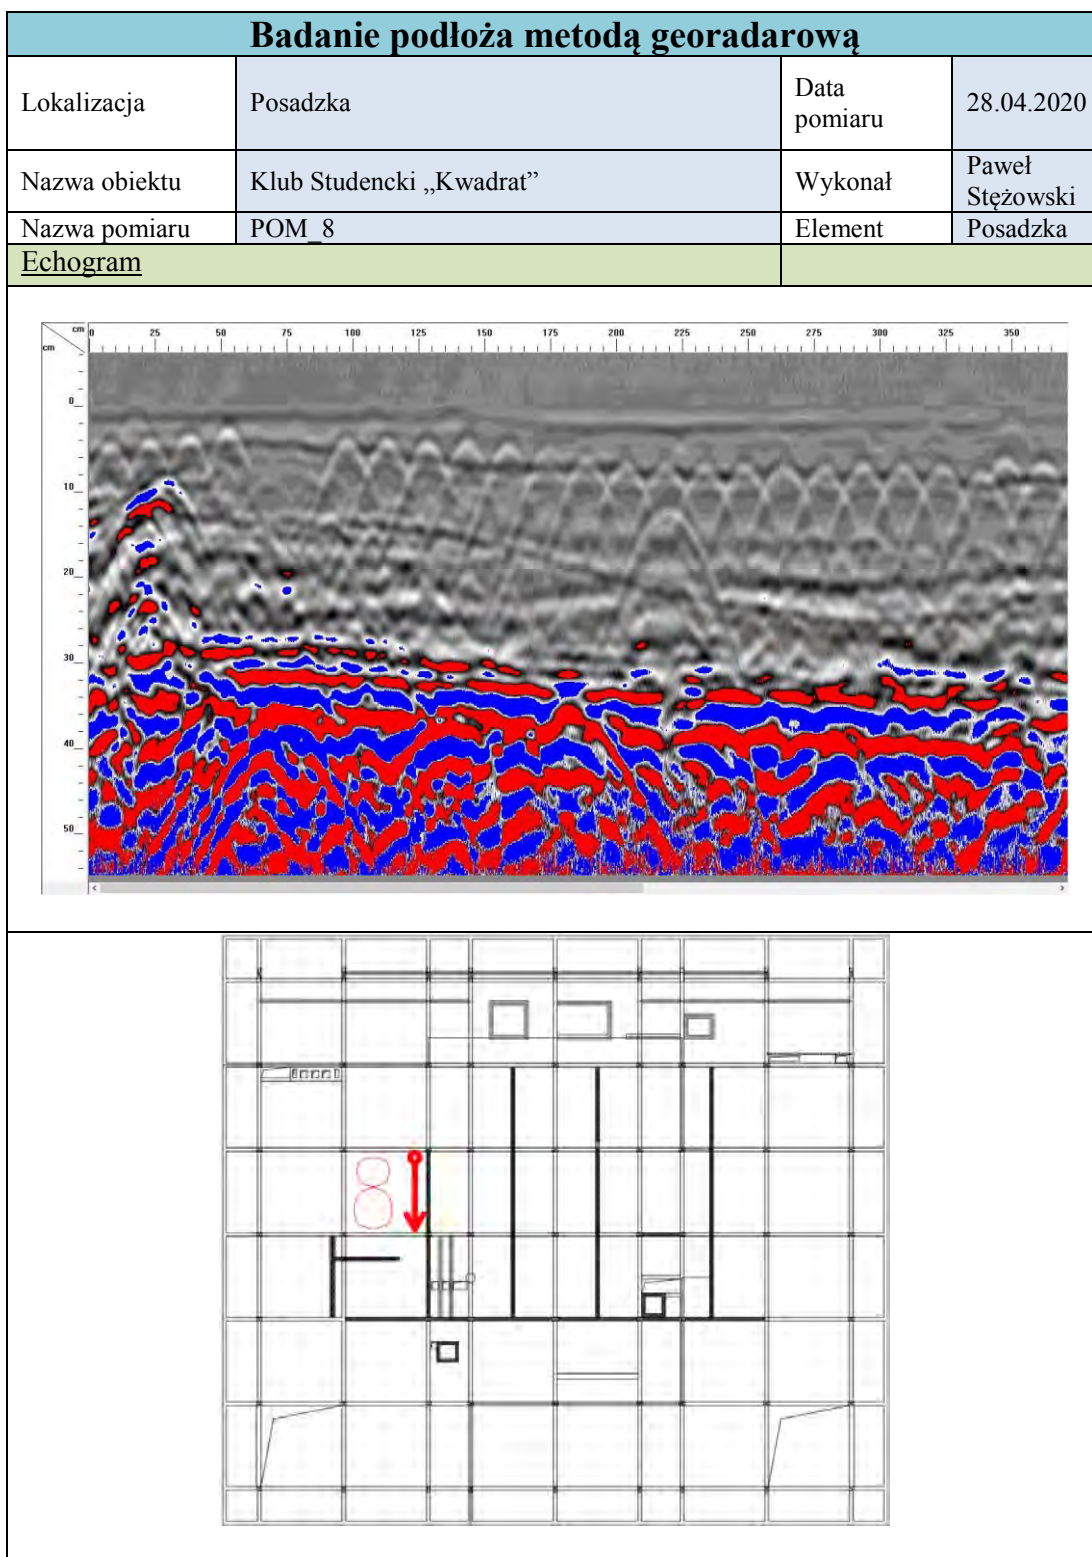 Badanie podłoża metodą georadarową
Lokalizacja Posadzka Data pomiaru 28.04.2020
Nazwa obiektu Klub Studencki „Kwadrat” Wykonał Paweł Stężowski
Nazwa pomiaru POM_8 Element Posadzka
Echogram
cm 0 25 50 75 100 125 150 175 200 225 250 275 300 325 350
cm
0
10
20
30
40
50